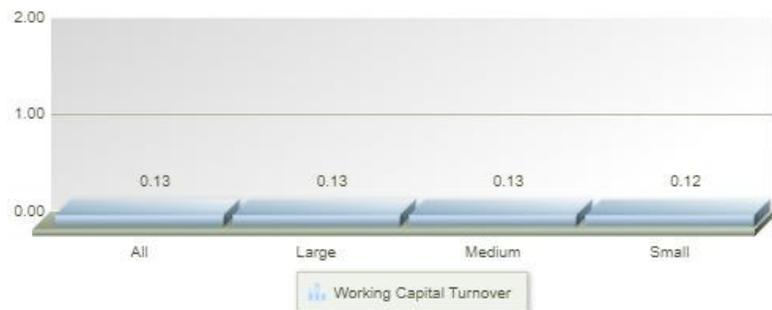 2.00
1.00
0.13 0.13 0.13 0.12
0.00
All Large Medium Small
Working Capital Turnover